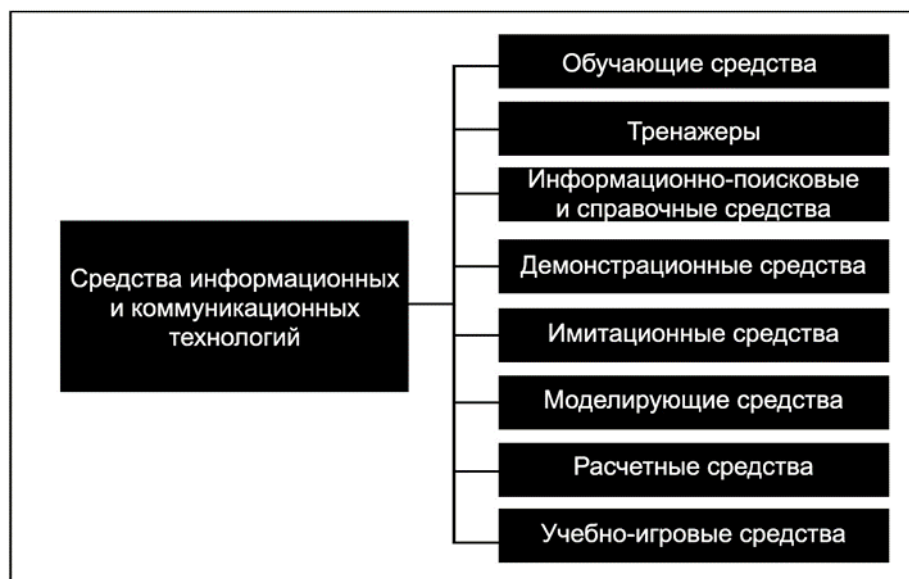 Средства информационных
и коммуникационных
технологий
Обучающие средства
Тренажеры
Информационно-поисковые
и справочные средства
Демонстрационные средства
Имитационные средства
Моделирующие средства
Расчетные средства
Учебно-игровые средства